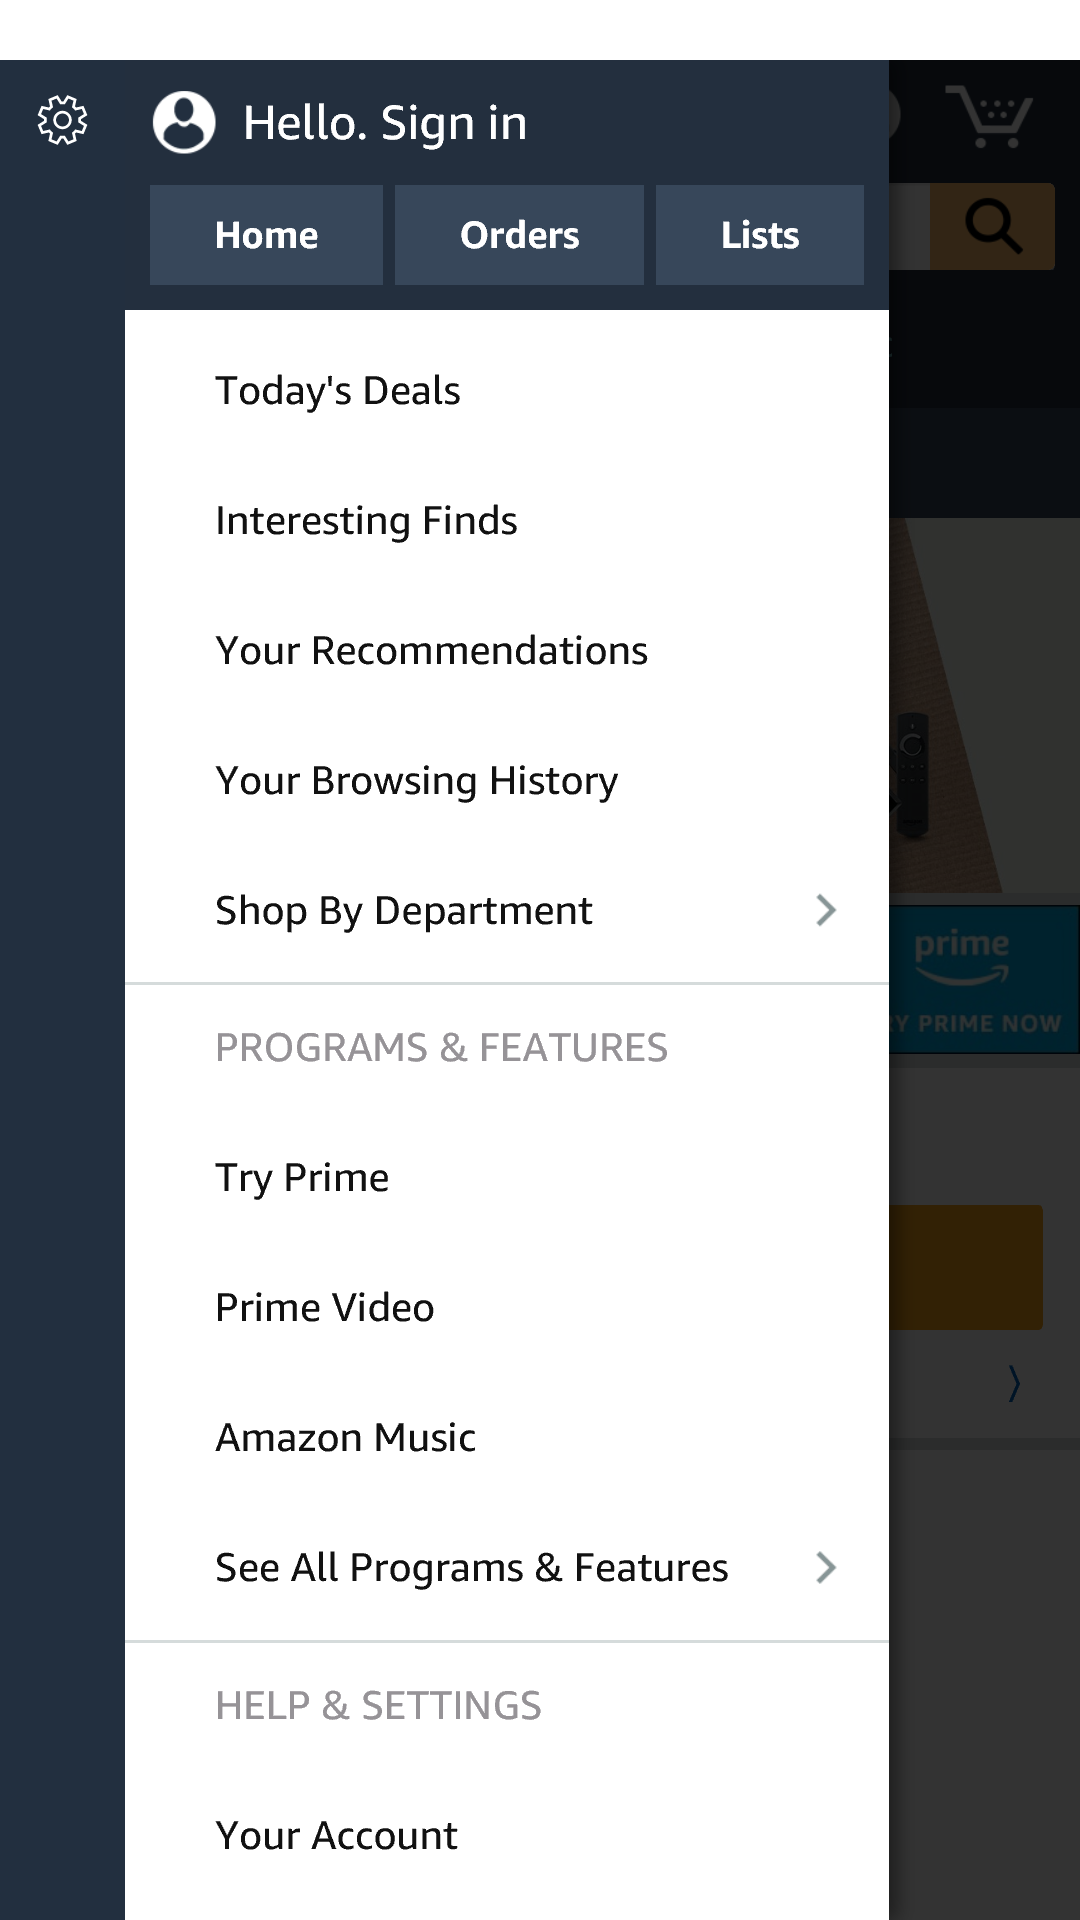 Hello. Sign in
Home Orders Lists
Today's Deals
Interesting Finds
Your Recommendations
Your Browsing History
Shop By Department
prime
PRIME NOW
PROGRAMS & FEATURES
Try Prime
Prime Video
Amazon Music
See All Programs & Features
HELP & SETTINGS
Your Account